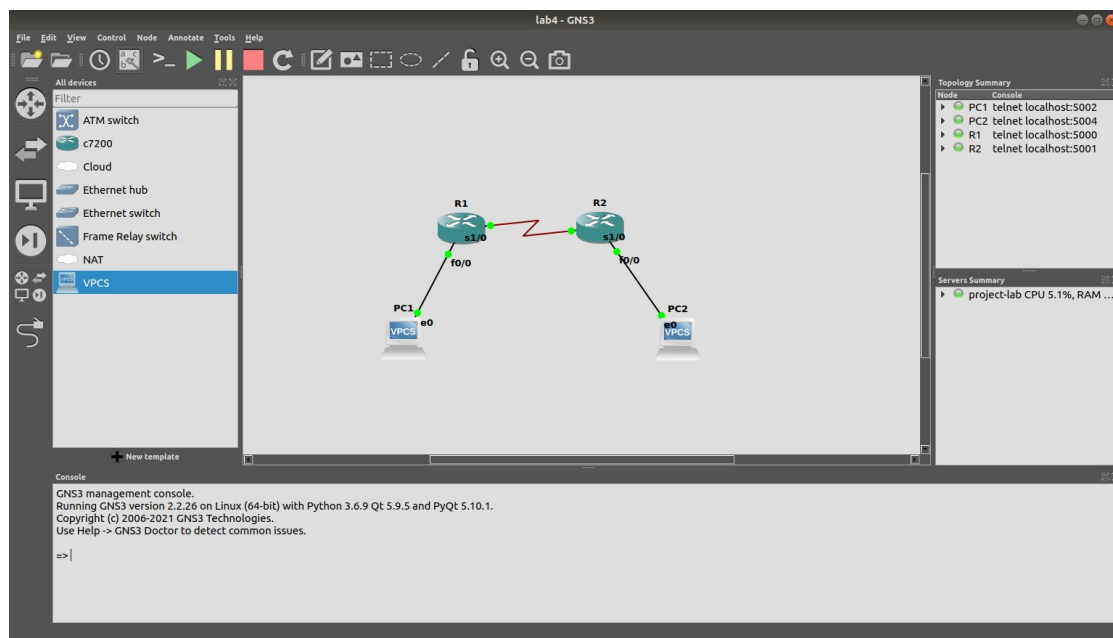 lab4 - GNS3
File Edit View Control Node Annotate Tools Help
All devices
Filter
ATM switch
c7200
Cloud
Ethernet hub
Ethernet switch
Frame Relay switch
NAT
VPCS
New template
R1
R2
s1/0
s1/0
f0/0
f0/0
PC1
e0
VPCS
PC2
e0
VPCS
Topology Summary
Node Console
PC1 telnet localhost:5002
PC2 telnet localhost:5004
R1 telnet localhost:5000
R2 telnet localhost:5001
Servers Summary
project-lab CPU 5.1%, RAM ...
Console
GNS3 management console.
Running GNS3 version 2.2.26 on Linux (64-bit) with Python 3.6.9 Qt 5.9.5 and PyQt 5.10.1.
Copyright (c) 2006-2021 GNS3 Technologies.
Use Help -> GNS3 Doctor to detect common issues.
=>